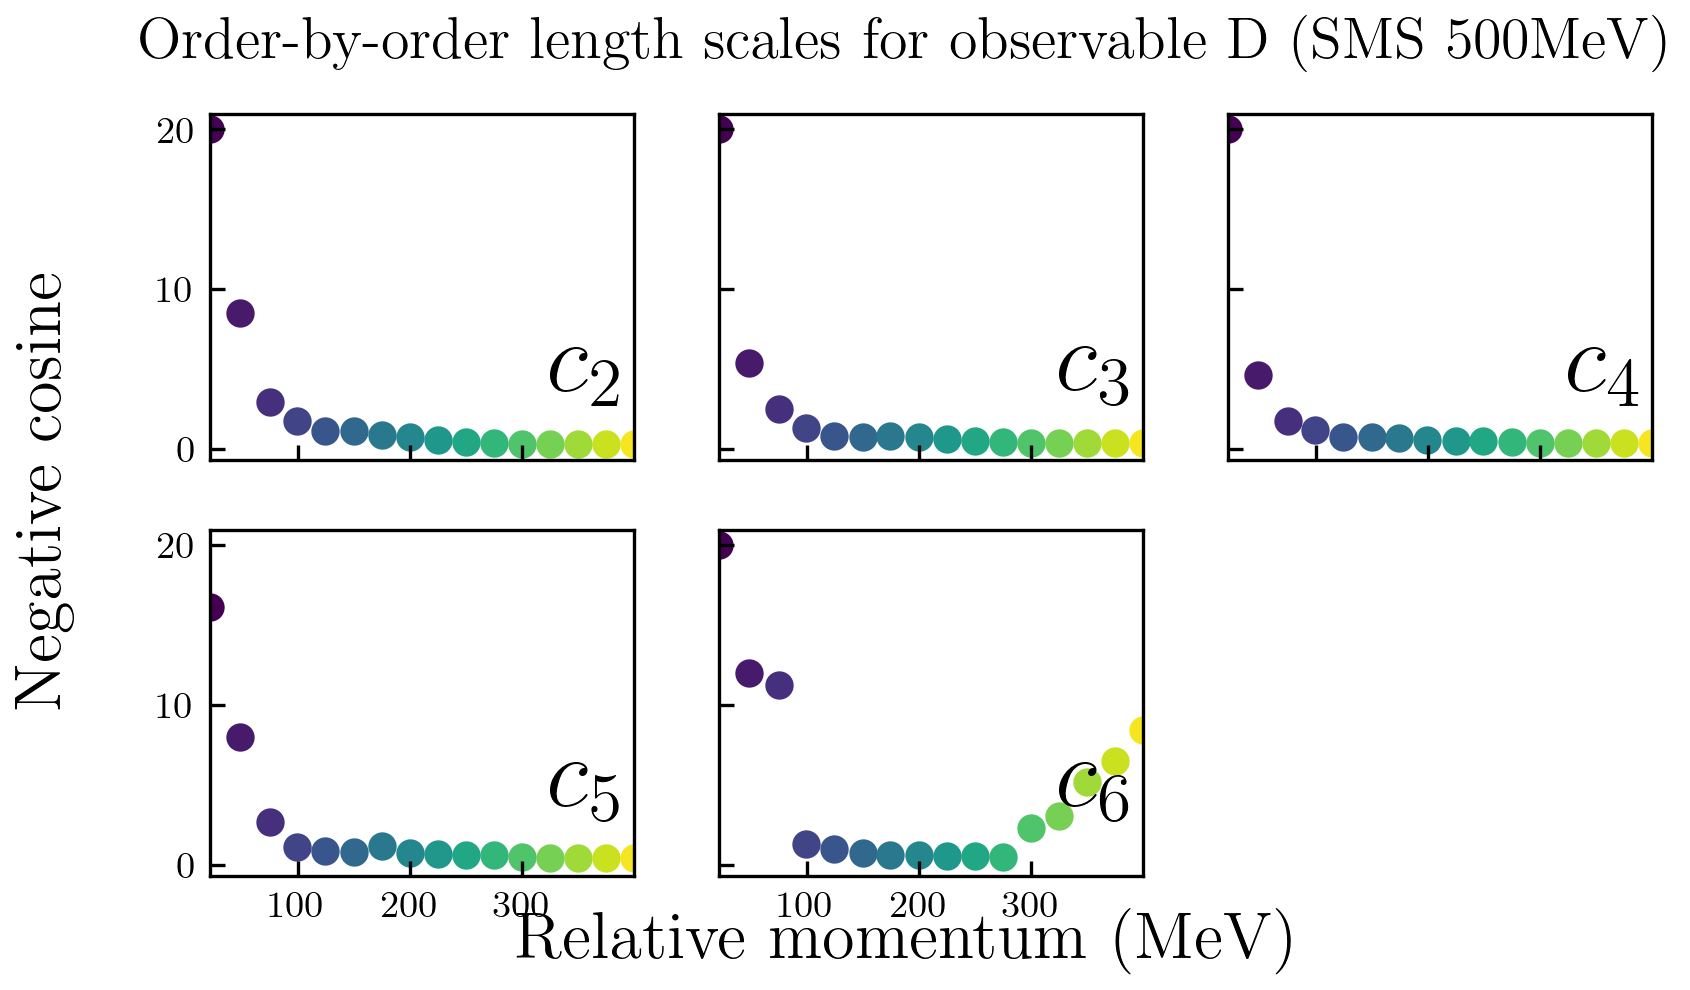 Order-by-order length scales for observable D (SMS 500MeV)
Negative cosine
20
10
0
c₂
c₃
c₄
20
10
0
c₅
c₆
100 200 300
100 200 300
Relative momentum (MeV)